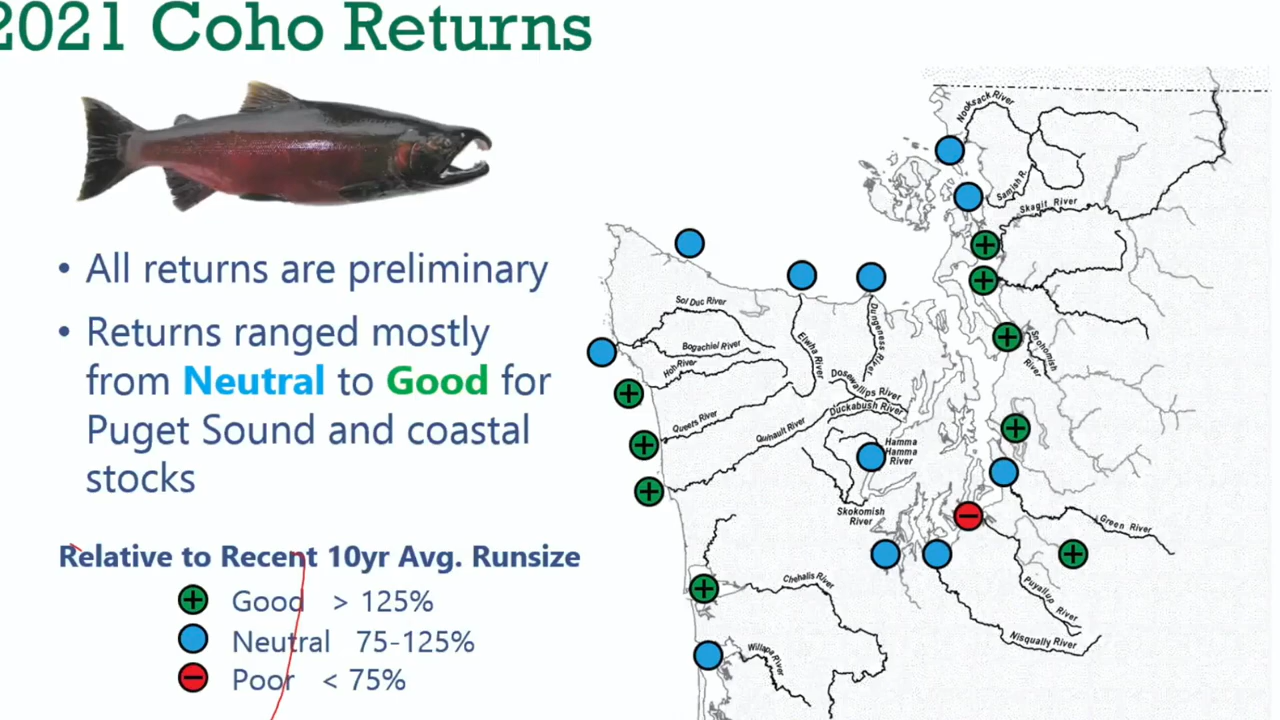 2021 Coho Returns
• All returns are preliminary
• Returns ranged mostly
from Neutral to Good for
Puget Sound and coastal
stocks
Relative to Recent 10yr Avg. Runsize
Good > 125%
Neutral 75-125%
Poor < 75%
Nooksack River
Samish R.
Skagit River
Sol Duc River
Bogachiel River
Hoh River
Elwha River
Dungeness River
Snohomish
River
Dosewallips River
Duckabush River
Queets River
Quinault River
Hamma
Hamma
River
Skokomish
River
Green River
Chehalis River
Puyallup River
Nisqually River
Willapa River